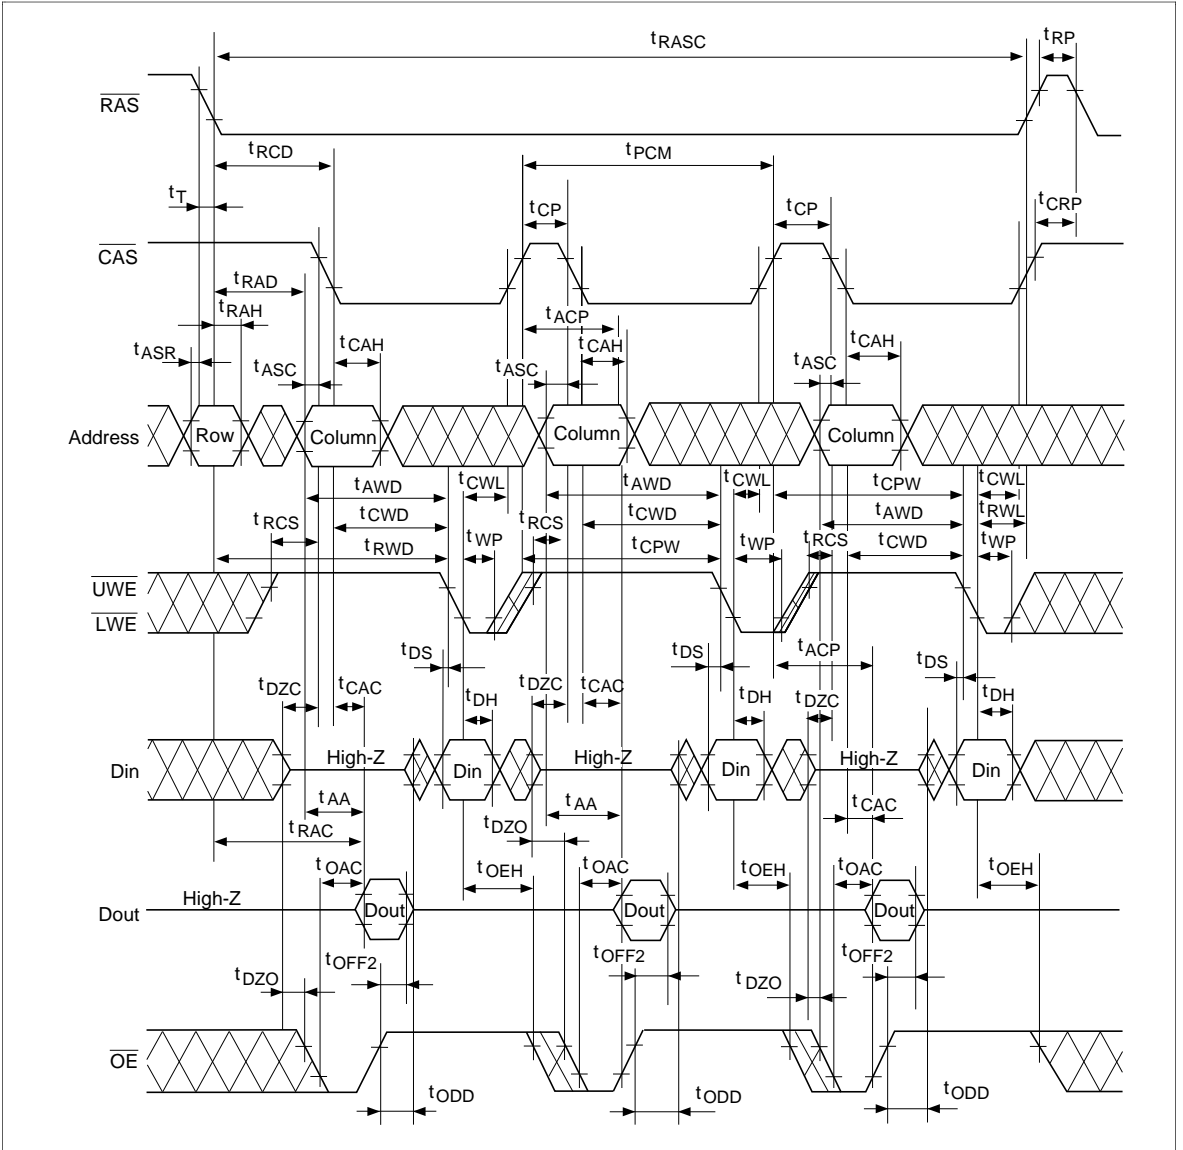 tRASC
tRP
RAS
tRCD
tPCM
tT
tCP
tCP
tCRP
CAS
tRAD
tRAH
tACP
tASR
tCAH
tCAH
tCAH
tASC
tASC
tASC
Address
Row
Column
Column
Column
tAWD
tCWL
tAWD
tCWL
tCPW
tCWL
tRCS
tCWD
tRCS
tCWD
tAWD
tRWL
tRWD
tWP
tCPW
tWP
tRCS
tCWD
tWP
UWE
LWE
tDS
tDS
tACP
tDS
tDZC
tCAC
tDH
tDZC
tCAC
tDH
tDZC
tDH
Din
High-Z
Din
High-Z
Din
High-Z
Din
tAA
tAA
tCAC
tRAC
tDZO
tOAC
tOEH
tOAC
tOEH
tOAC
tOEH
Dout
High-Z
Dout
Dout
Dout
tDZO
tOFF2
tOFF2
tDZO
tOFF2
OE
tODD
tODD
tODD